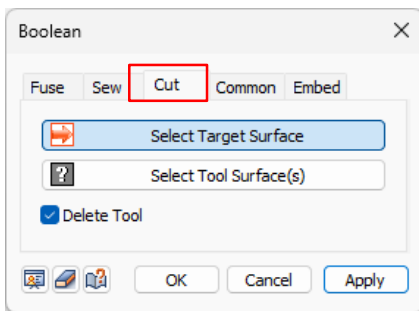 Boolean
Fuse Sew Cut Common Embed
Select Target Surface
? Select Tool Surface(s)
Delete Tool
OK Cancel Apply